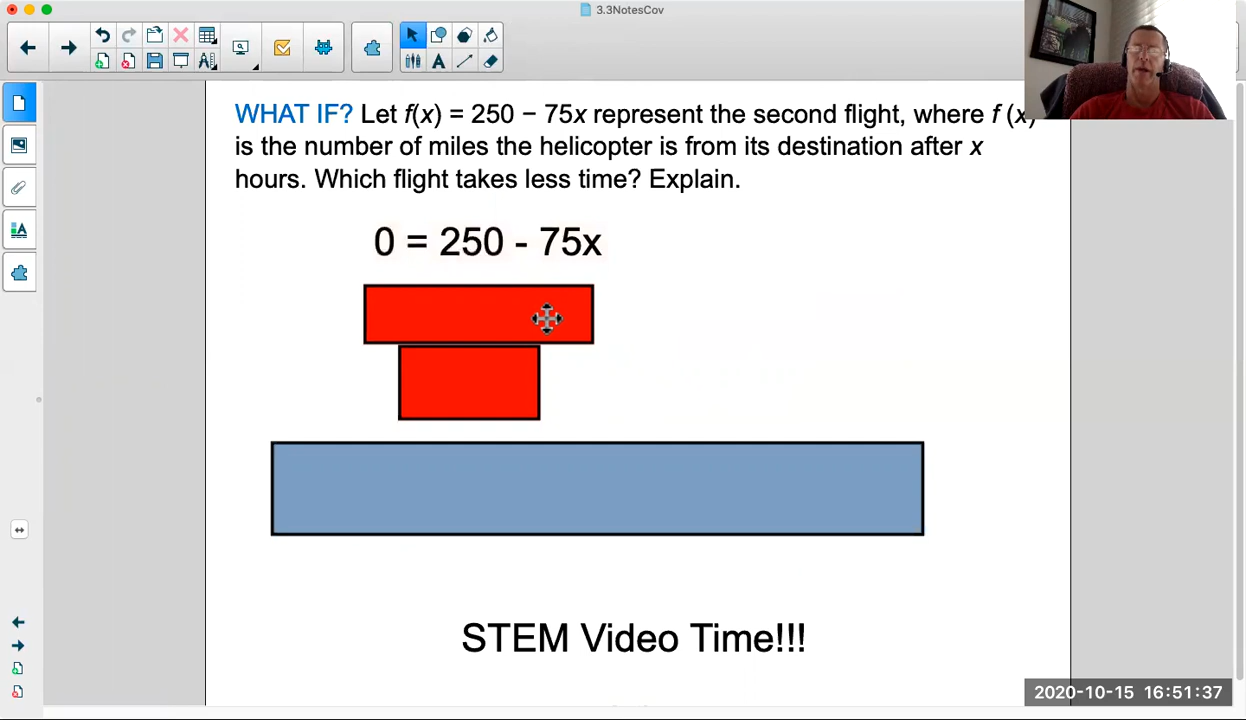 3.3NotesCov
WHAT IF? Let f(x) = 250 − 75x represent the second flight, where f (x)
is the number of miles the helicopter is from its destination after x
hours. Which flight takes less time? Explain.
0 = 250 - 75x
STEM Video Time!!!
2020-10-15 16:51:37